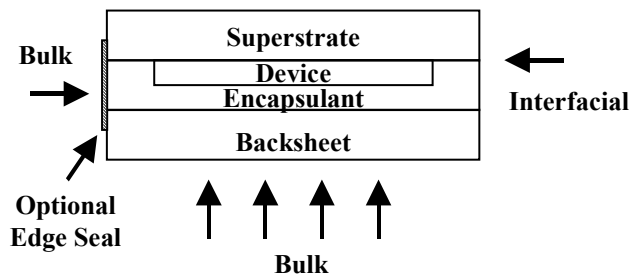 Superstrate
Bulk
Device
Encapsulant
Interfacial
Backsheet
Optional
Edge Seal
Bulk